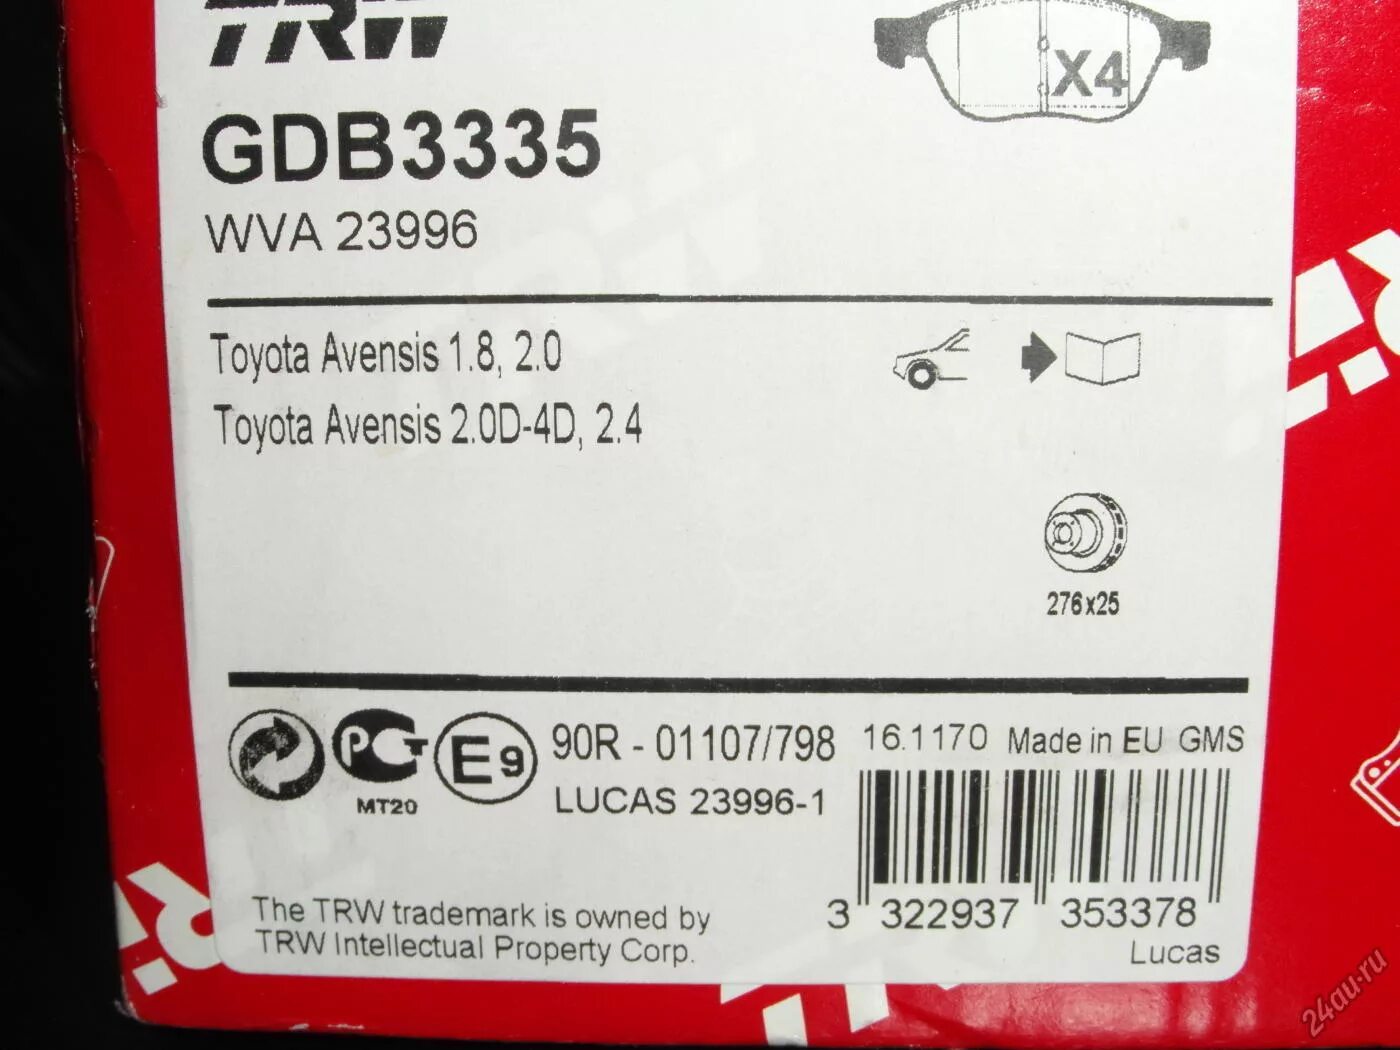 TRW
X4
GDB3335
WVA 23996
Toyota Avensis 1.8, 2.0
Toyota Avensis 2.0D-4D, 2.4
276x25
РСТ
MT20
E9
90R - 01107/798
16.1170 Made in EU GMS
LUCAS 23996-1
3 322937 353378
Lucas
The TRW trademark is owned by
TRW Intellectual Property Corp.
24au.ru